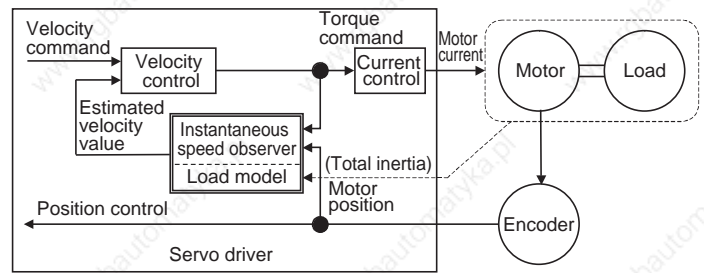 Velocity
command
Velocity
control
Torque
command
Current
control
Motor
current
Motor
Load
Estimated
velocity
value
Instantaneous
speed observer
Load model
(Total inertia)
Motor
position
Position control
Encoder
Servo driver